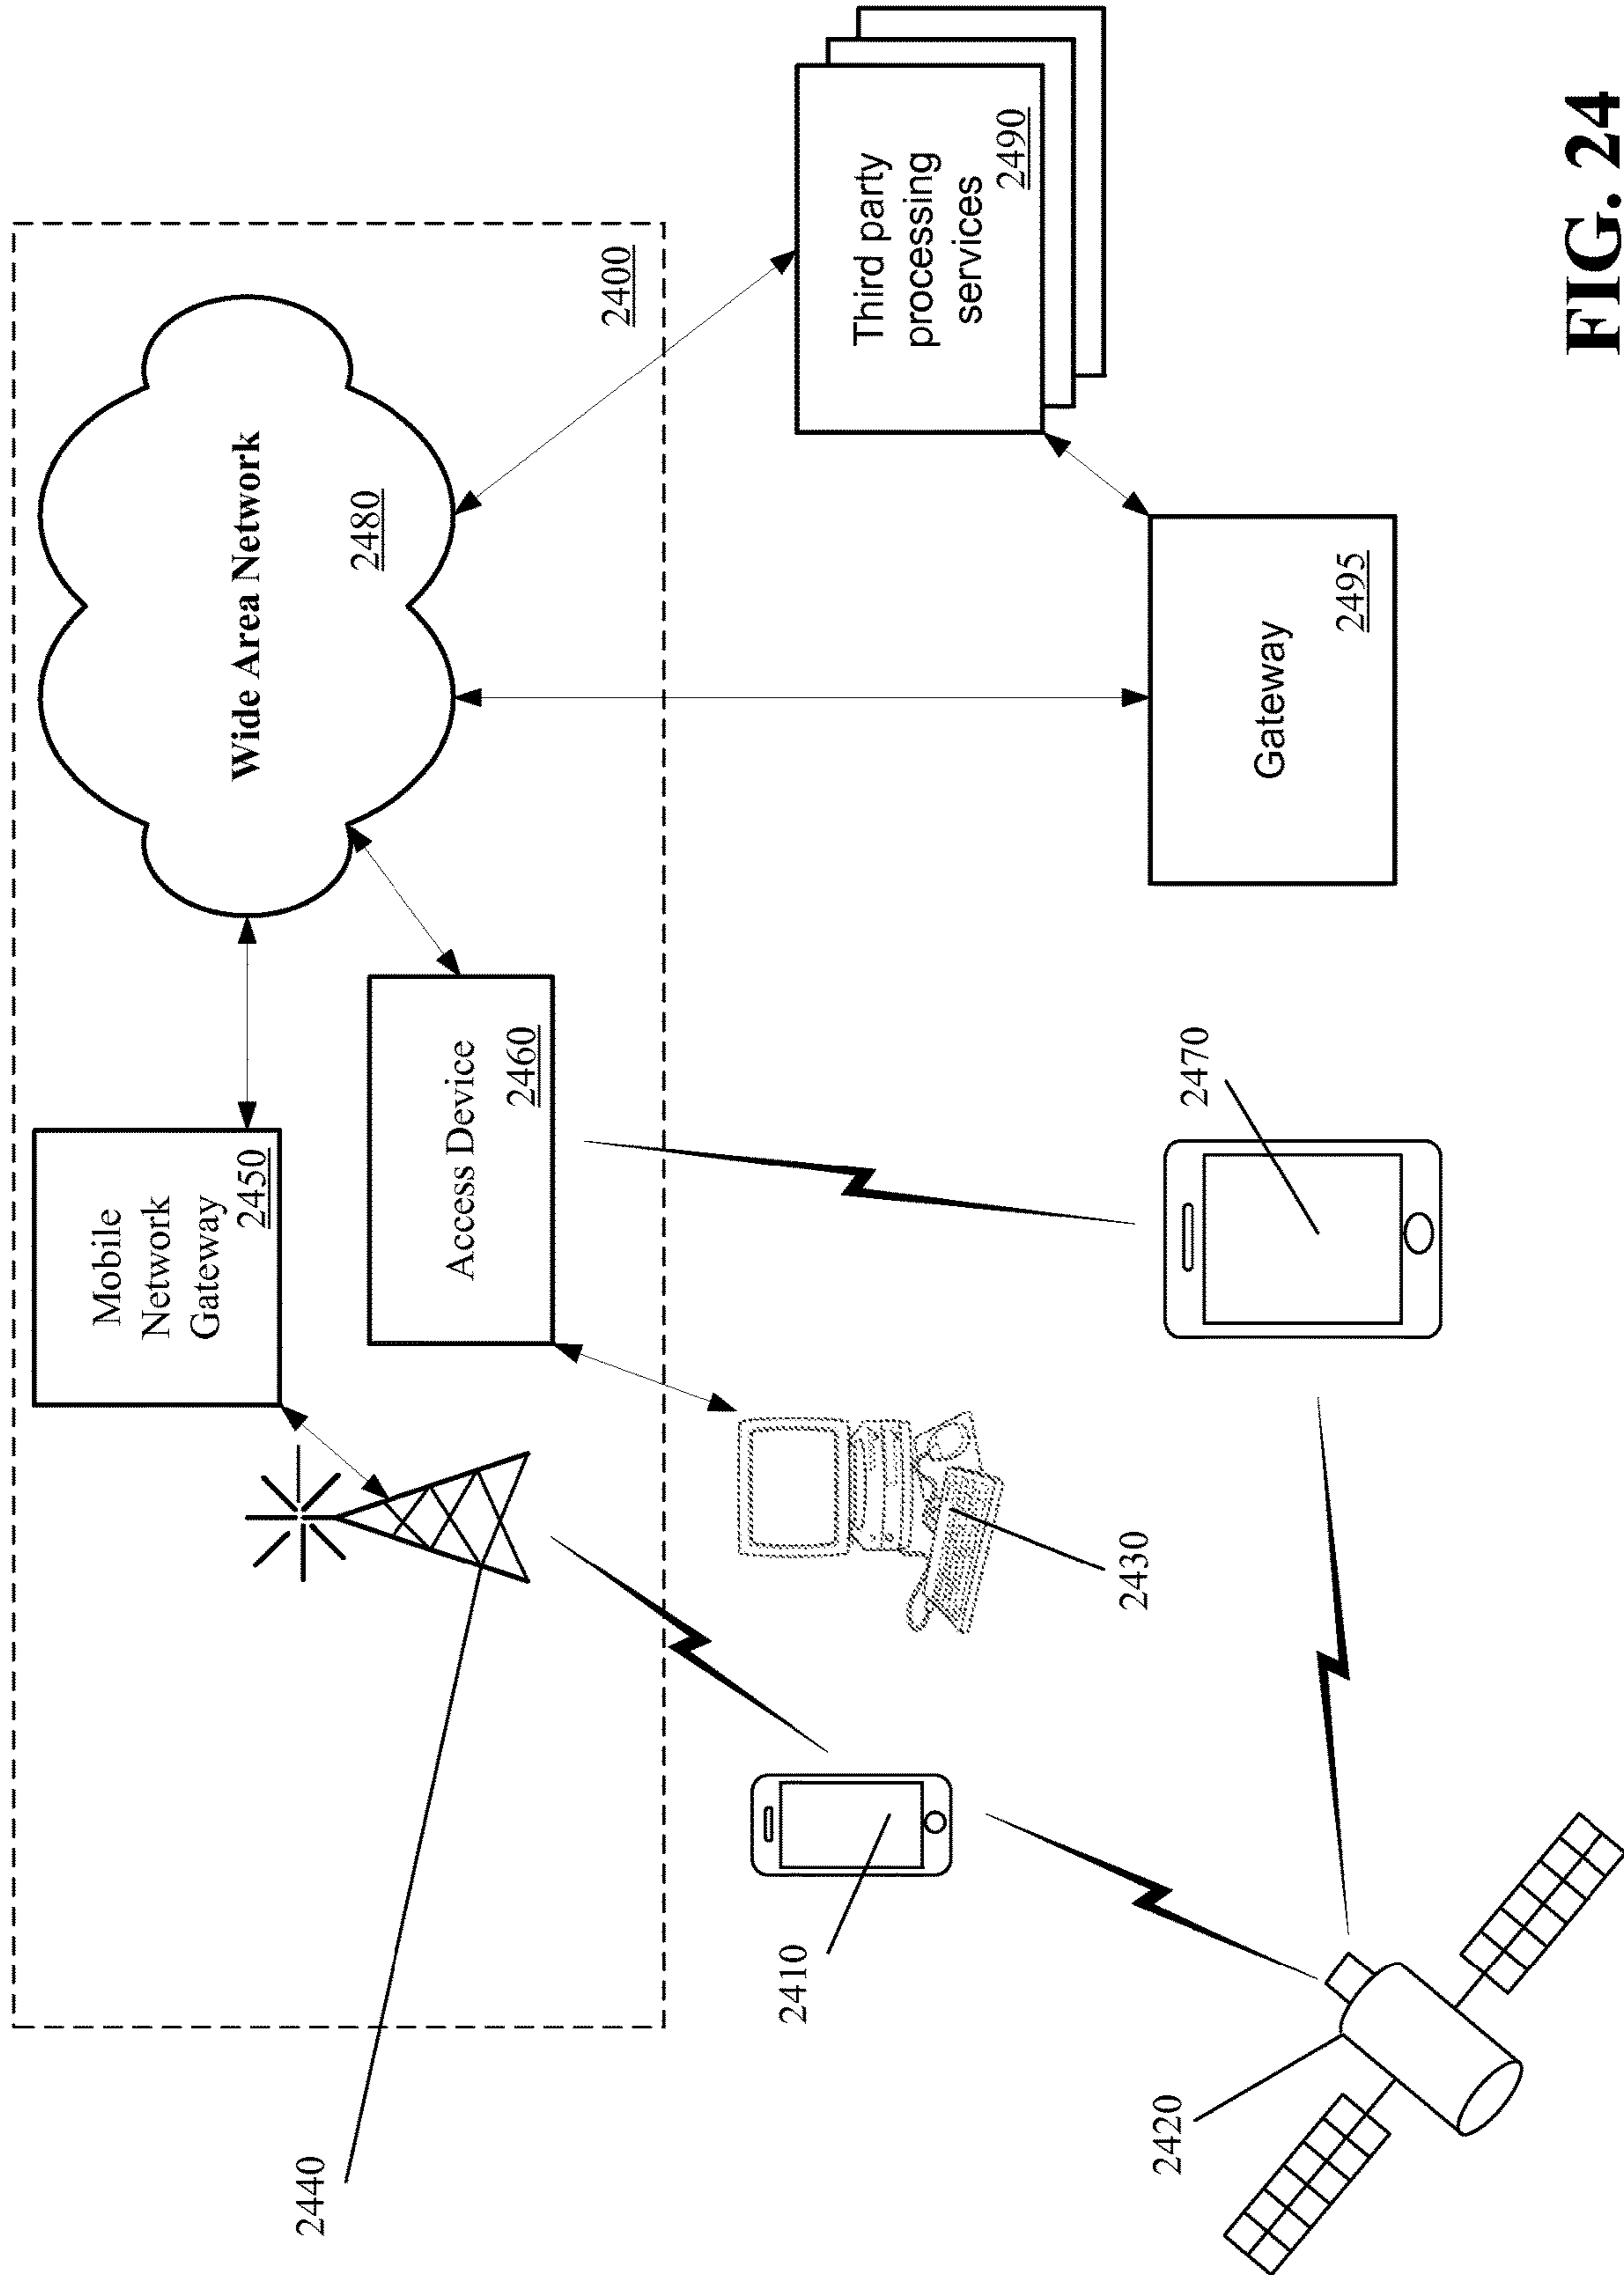 Mobile
Network
Gateway
2450
Wide Area Network
2480
2440
Access Device
2460
2400
2410
2430
2420
2470
Third party
processing
services
2490
Gateway
2495
FIG. 24